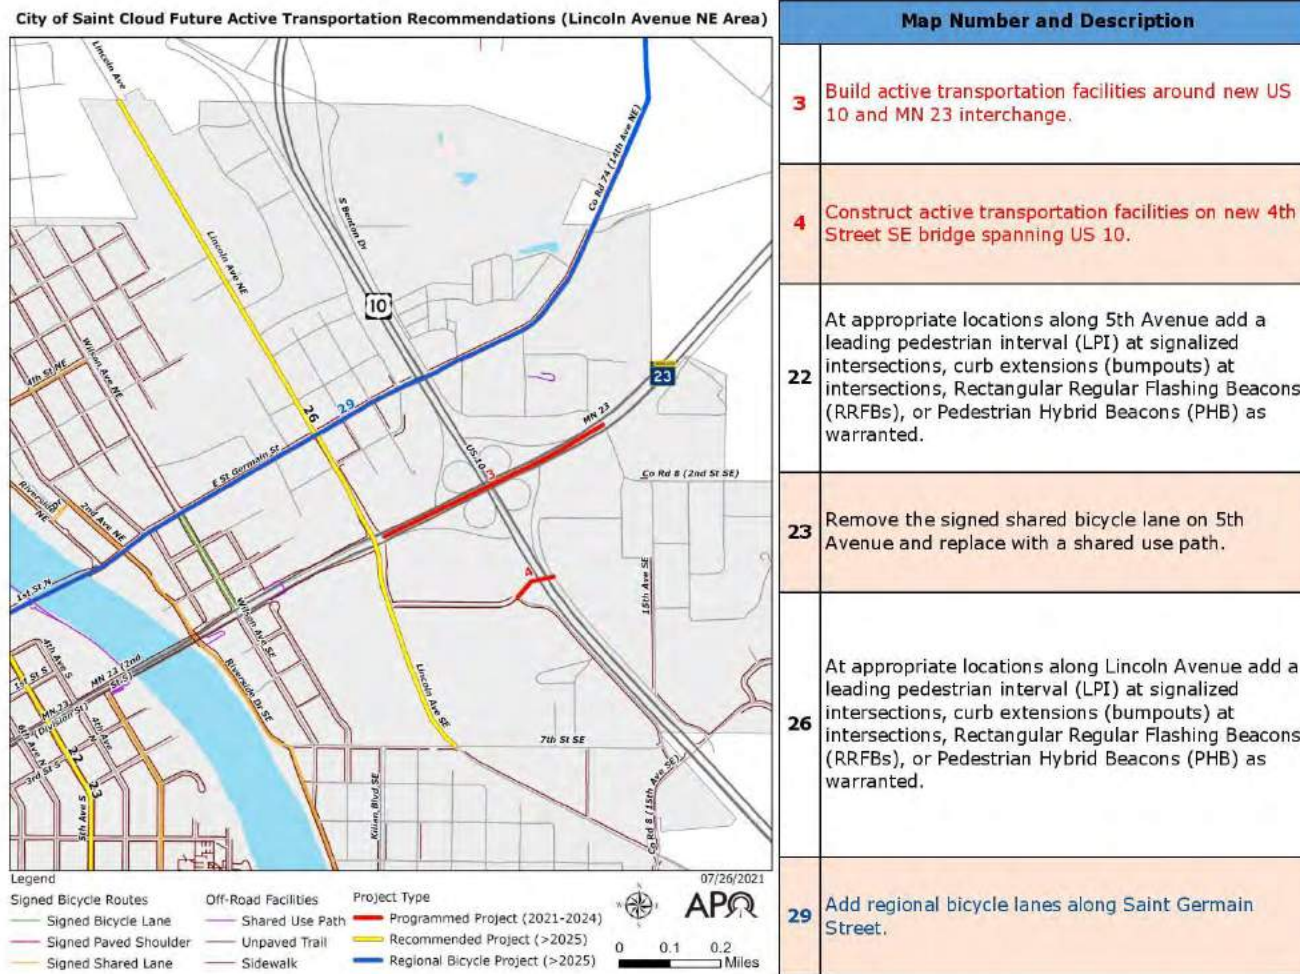 City of Saint Cloud Future Active Transportation Recommendations (Lincoln Avenue NE Area)
Lincoln Ave
Co Rd 74 (14th Ave NE)
S Benton Dr
Lincoln Ave NE
10
Wilson Ave NE
4th St NE
23
26
29
MN 23
US 10
3
E St Germain St
Co Rd 8 (2nd St SE)
Riverside Dr
NE
2nd Ave NE
1st St N
4
15th Ave SE
Wilson Ave SE
4th Ave S
1st St S
MN 23 (2nd
St S)
Riverside Dr SE
Lincoln Ave SE
MN 23
(Division St)
4th Ave
N
6th Ave N
22
7th St SE
3rd St S
23
5th Ave S
Kilian Blvd SE
Co Rd 8 (15th Ave SE)
Legend
07/26/2021
Signed Bicycle Routes
Signed Bicycle Lane
Signed Paved Shoulder
Signed Shared Lane
Off-Road Facilities
Shared Use Path
Unpaved Trail
Sidewalk
Project Type
Programmed Project (2021-2024)
Recommended Project (>2025)
Regional Bicycle Project (>2025)
APO
0 0.1 0.2
Miles
Map Number and Description
3
Build active transportation facilities around new US
10 and MN 23 interchange.
4
Construct active transportation facilities on new 4th
Street SE bridge spanning US 10.
22
At appropriate locations along 5th Avenue add a
leading pedestrian interval (LPI) at signalized
intersections, curb extensions (bumpouts) at
intersections, Rectangular Regular Flashing Beacons
(RRFBs), or Pedestrian Hybrid Beacons (PHB) as
warranted.
23
Remove the signed shared bicycle lane on 5th
Avenue and replace with a shared use path.
26
At appropriate locations along Lincoln Avenue add a
leading pedestrian interval (LPI) at signalized
intersections, curb extensions (bumpouts) at
intersections, Rectangular Regular Flashing Beacons
(RRFBs), or Pedestrian Hybrid Beacons (PHB) as
warranted.
29
Add regional bicycle lanes along Saint Germain
Street.